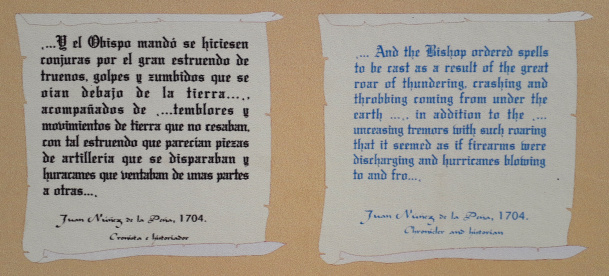 ...Y el Obispo mandó se hiciesen
conjuras por el gran estruendo de
truenos, golpes y zumbidos que se
oian debajo de la tierra.....
acompañados de ....temblores y
movimientos de tierra que no cesaban,
con tal estruendo que parecian piezas
de artilleria que se disparaban y
huracanes que ventaban de unas partes
a otras....
Juan Núñez de la Pena, 1704.
Cronista e historiador
.... And the Bishop ordered spells
to be cast as a result of the great
roar of thundering, crashing and
throbbing coming from under the
earth ..... in addition to the ....
unceasing tremors with such roaring
that it seemed as if firearms were
discharging and hurricanes blowing
to and fro....
Juan Núñez de la Pena, 1704.
Chronicler and historian